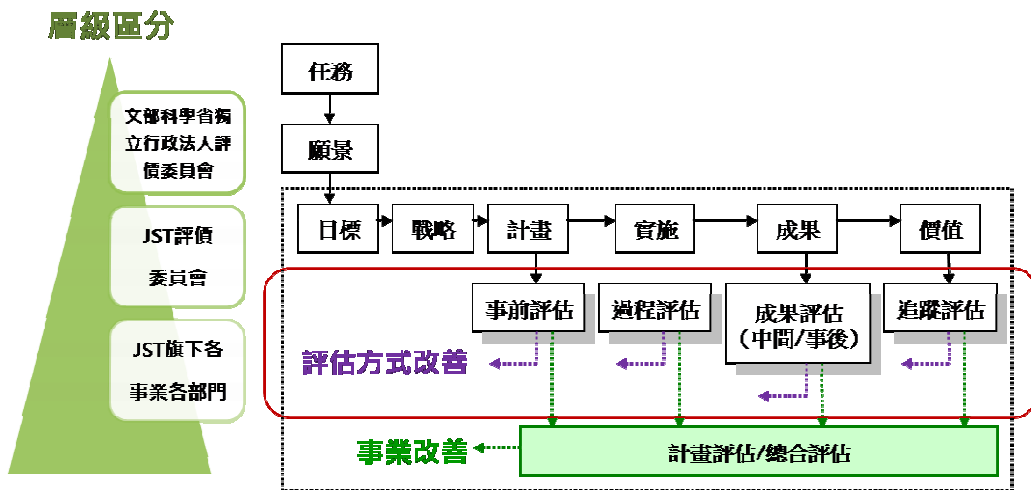 層級區分
文部科學省獨
立行政法人評
價委員會
JST評價
委員會
JST旗下各
事業各部門
任務
願景
目標
戰略
計畫
實施
成果
價值
事前評估
過程評估
成果評估
（中間/事後）
追蹤評估
評估方式改善
事業改善
計畫評估/總合評估